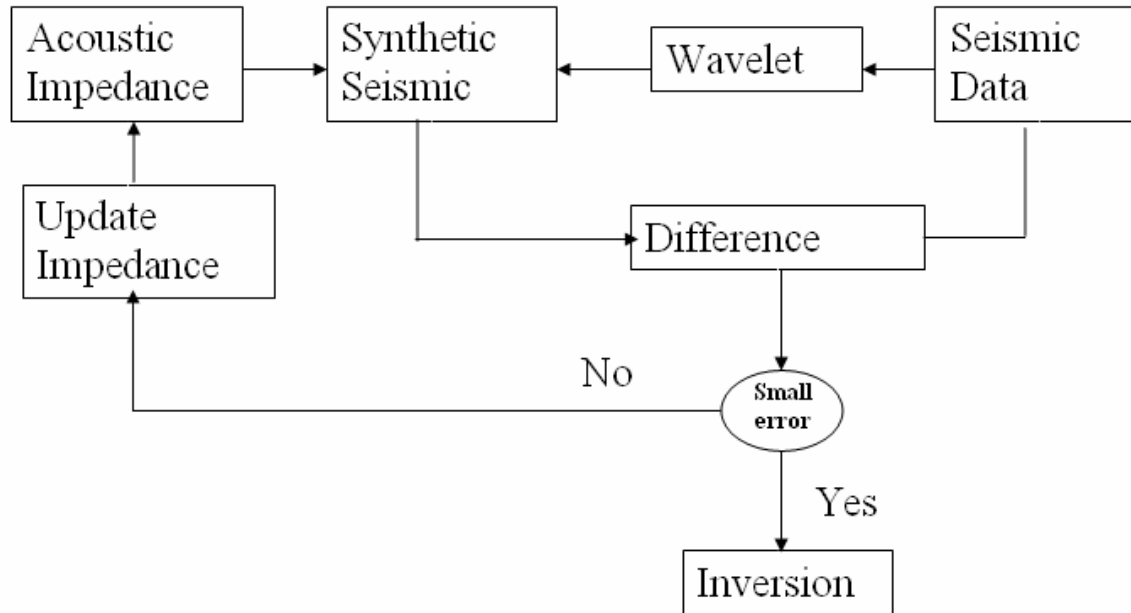 Acoustic
Impedance
Synthetic
Seismic
Wavelet
Seismic
Data
Update
Impedance
Difference
No
Small
error
Yes
Inversion